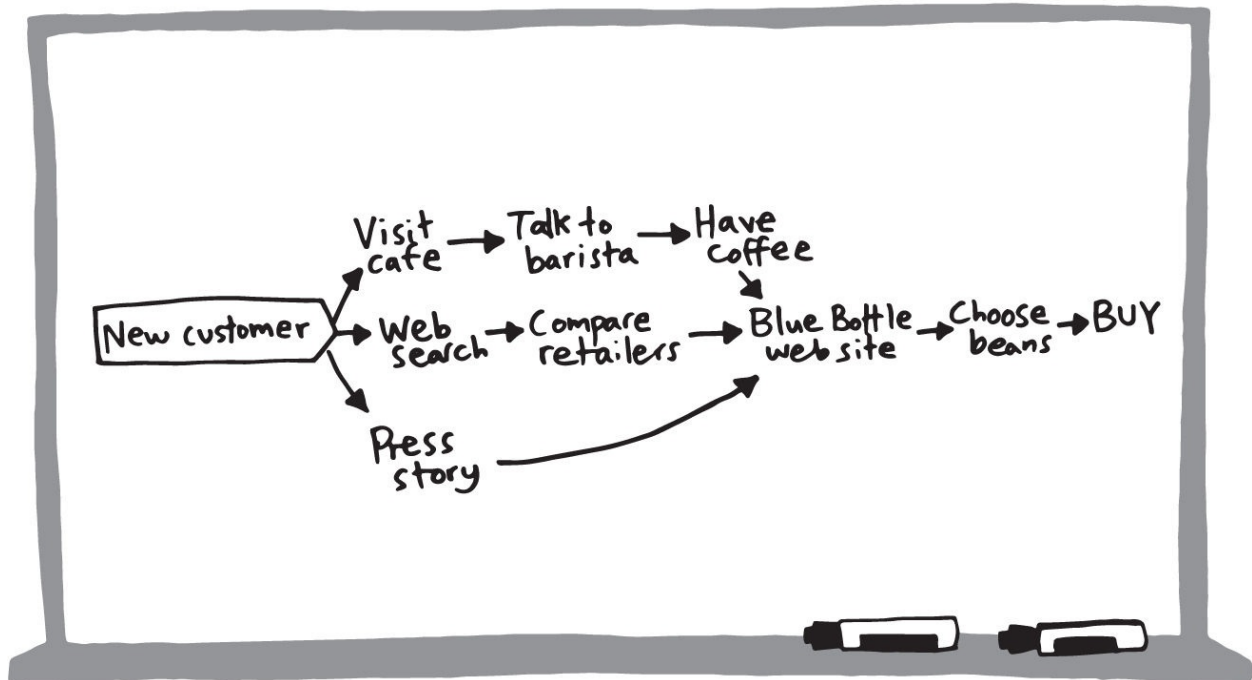 Visit
cafe
Talk to
barista
Have
coffee
New customer
Web
search
Compare
retailers
Blue Bottle
web site
Choose
beans
BUY
Press
story